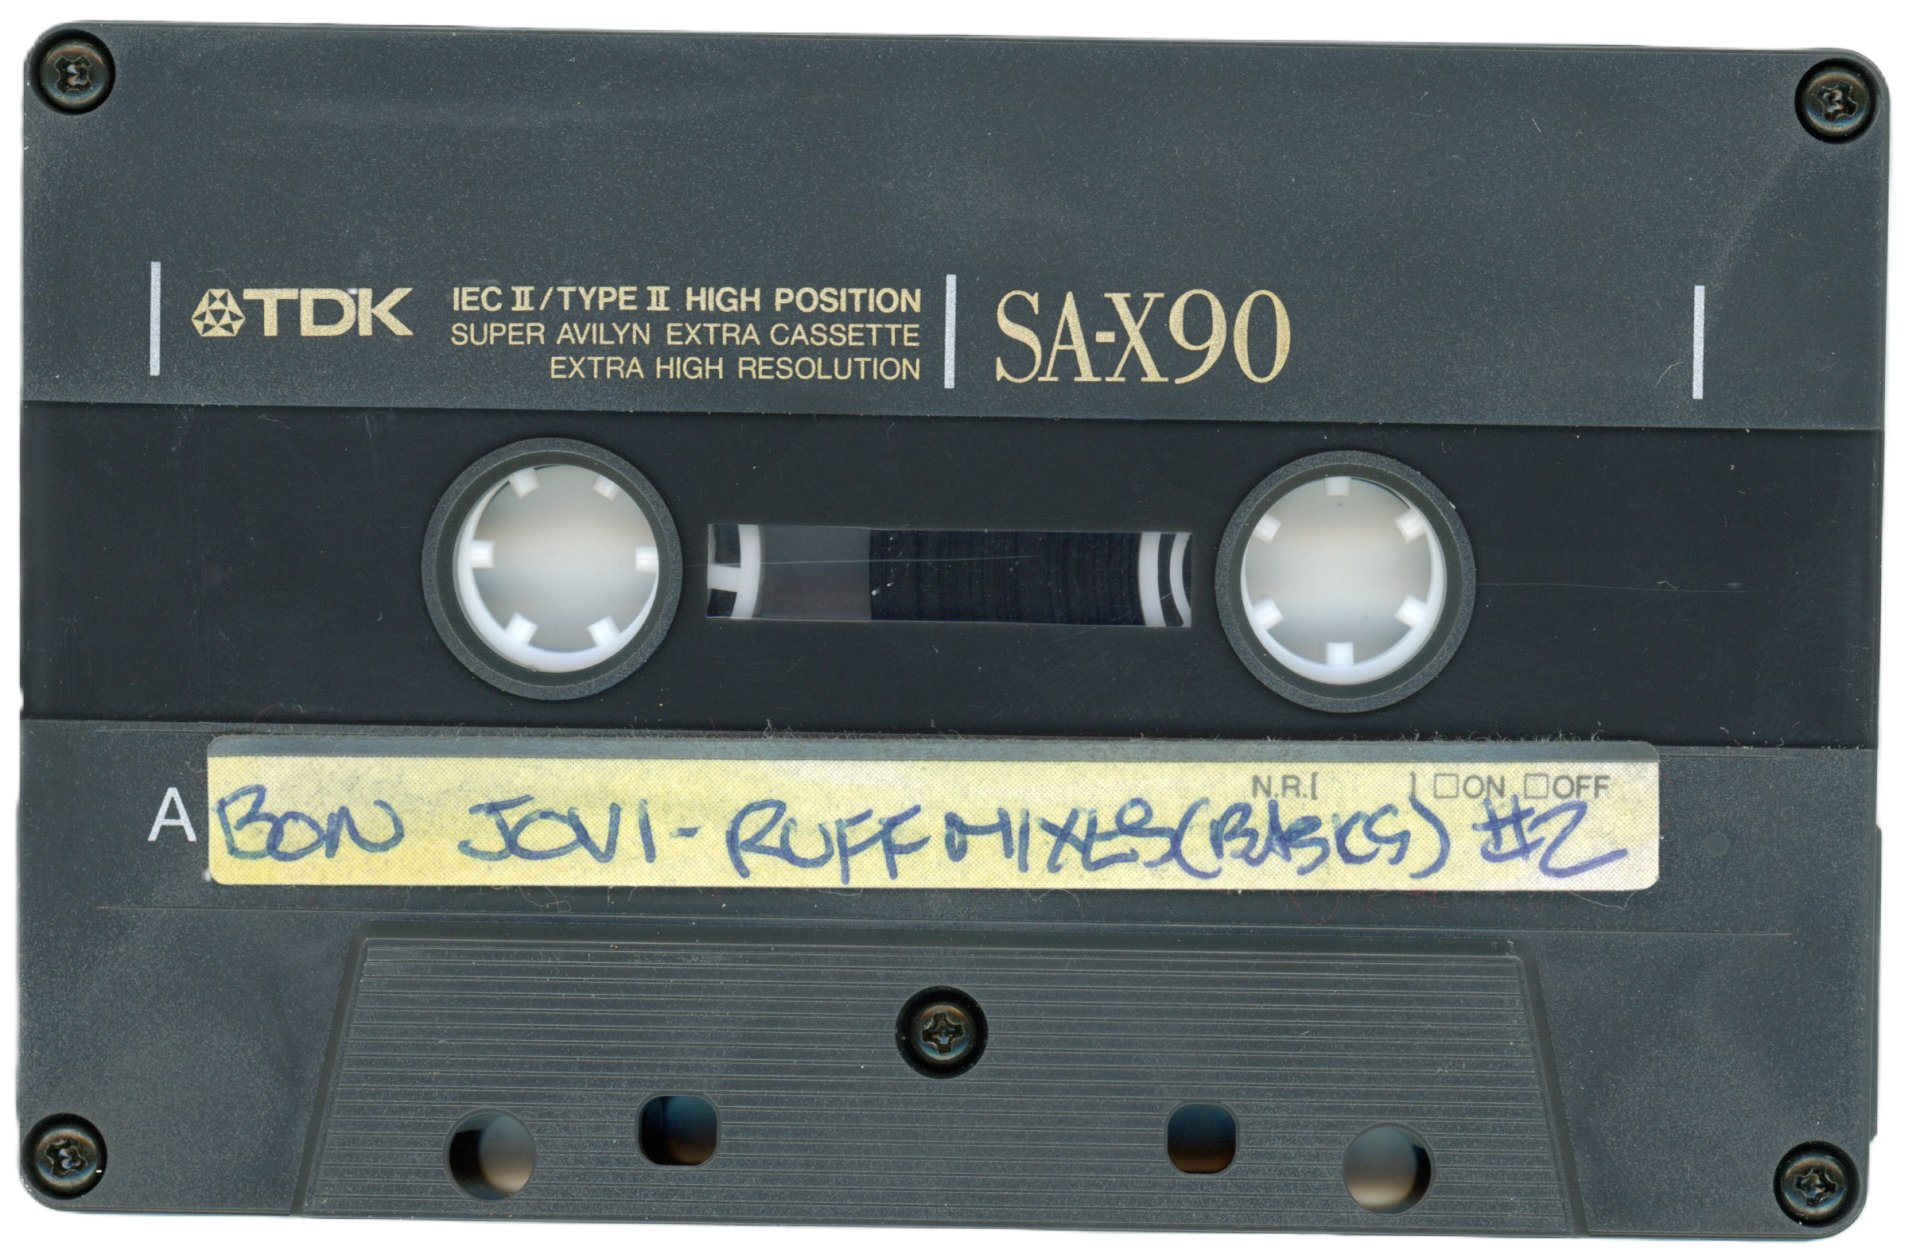 TDK
IEC II/TYPE II HIGH POSITION
SUPER AVILYN EXTRA CASSETTE
EXTRA HIGH RESOLUTION
SA-X90
A
N.R.[ ] ☐ON ☐OFF
BON JOVI - RUFF MIXES #2